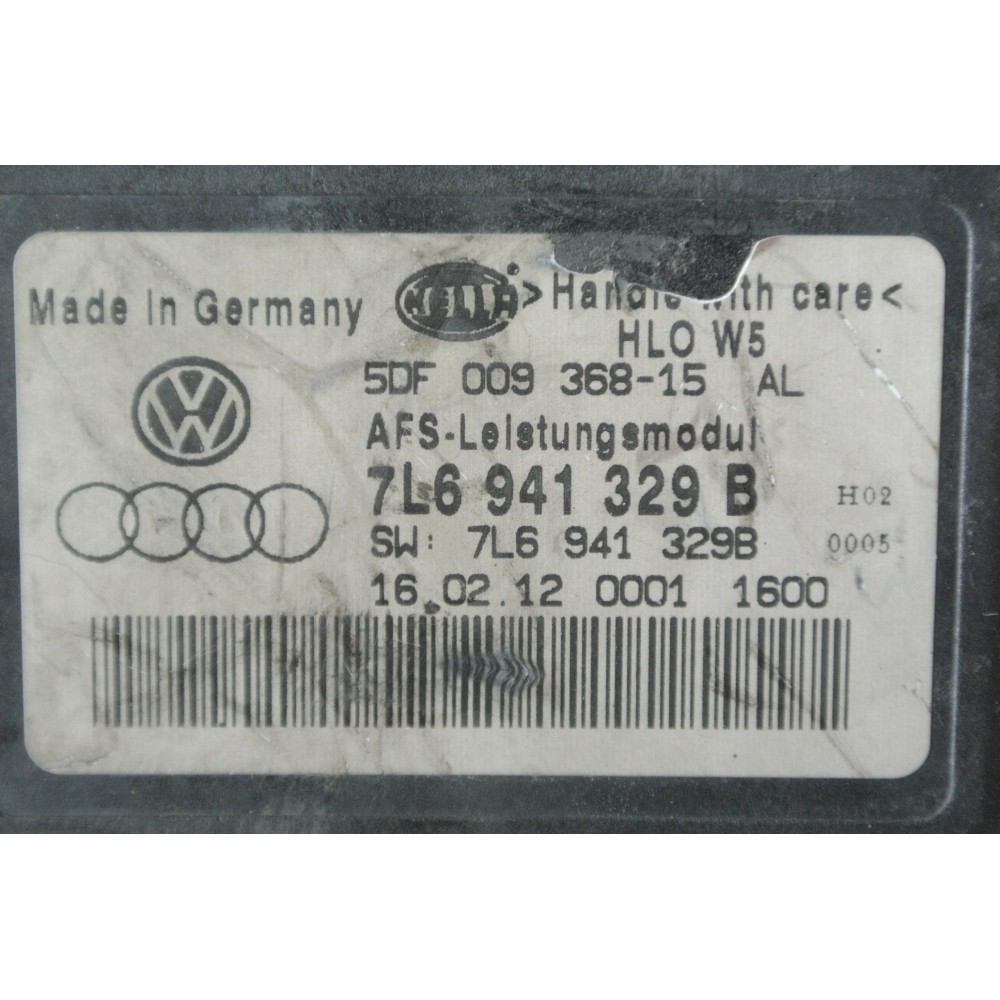 Made in Germany HELLA >Handle with care<
HLO W5
5DF 009 368-15 AL
VW
AFS-Leistungsmodul
7L6 941 329 B H02
SW: 7L6 941 329B 0005
16.02.12 0001 1600